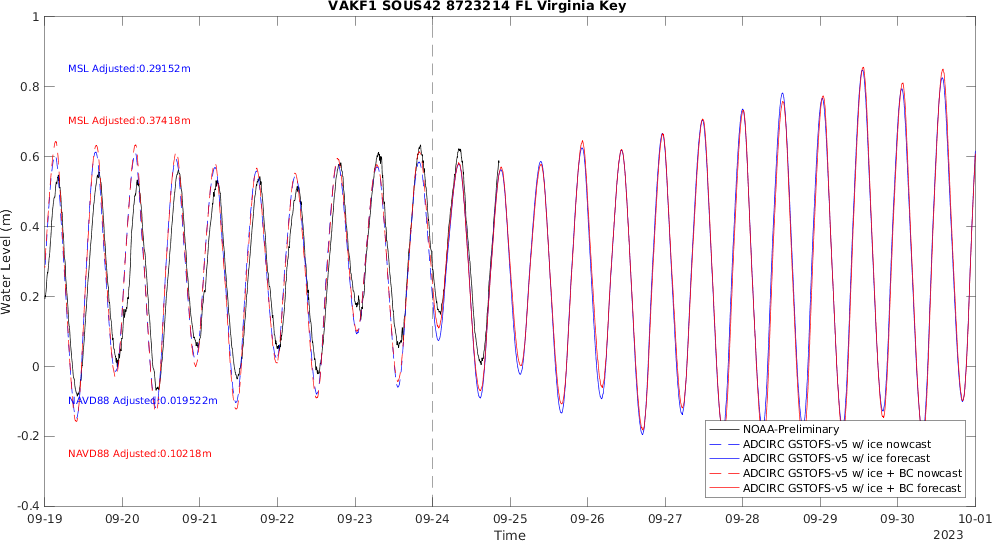 VAKF1 SOUS42 8723214 FL Virginia Key
1
0.8
0.6
0.4
0.2
0
-0.2
-0.4
Water Level (m)
MSL Adjusted:0.29152m
MSL Adjusted:0.37418m
NAVD88 Adjusted:0.019522m
NAVD88 Adjusted:0.10218m
NOAA-Preliminary
ADCIRC GSTOFS-v5 w/ ice nowcast
ADCIRC GSTOFS-v5 w/ ice forecast
ADCIRC GSTOFS-v5 w/ ice + BC nowcast
ADCIRC GSTOFS-v5 w/ ice + BC forecast
09-19 09-20 09-21 09-22 09-23 09-24 09-25 09-26 09-27 09-28 09-29 09-30 10-01
Time
2023